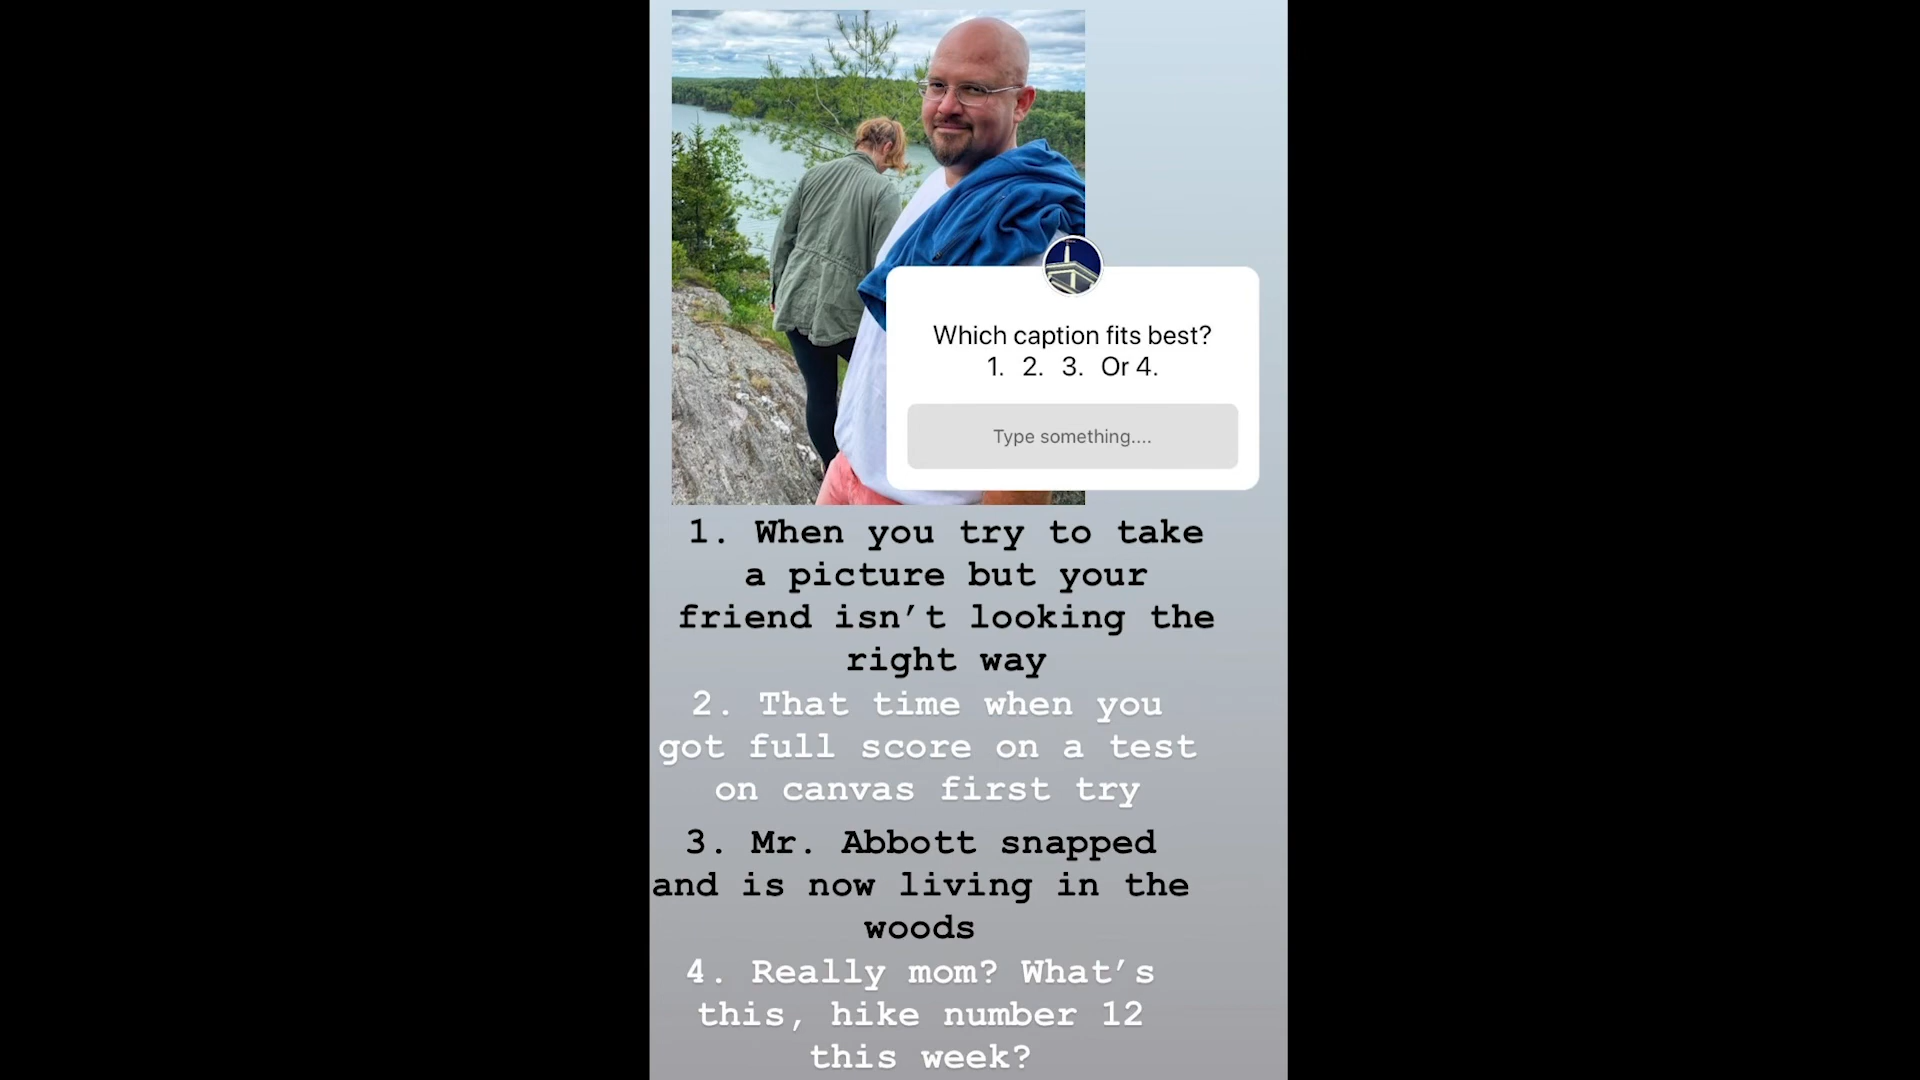 Which caption fits best?
1. 2. 3. Or 4.
Type something....
1. When you try to take
a picture but your
friend isn’t looking the
right way
2. That time when you
got full score on a test
on canvas first try
3. Mr. Abbott snapped
and is now living in the
woods
4. Really mom? What’s
this, hike number 12
this week?